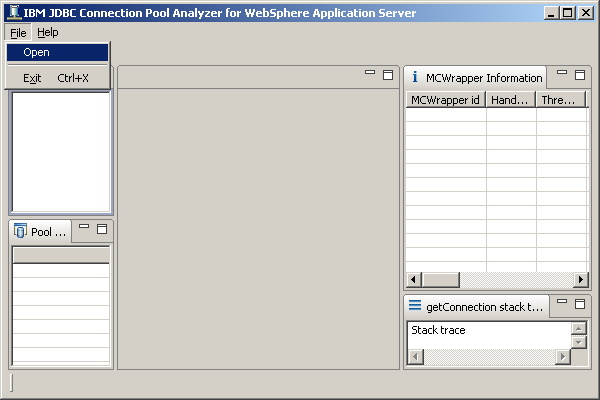 IBM JDBC Connection Pool Analyzer for WebSphere Application Server
File Help
Open
Exit Ctrl+X
MCWrapper Information
MCWrapper id Hand... Thre...
Pool ...
getConnection stack t...
Stack trace